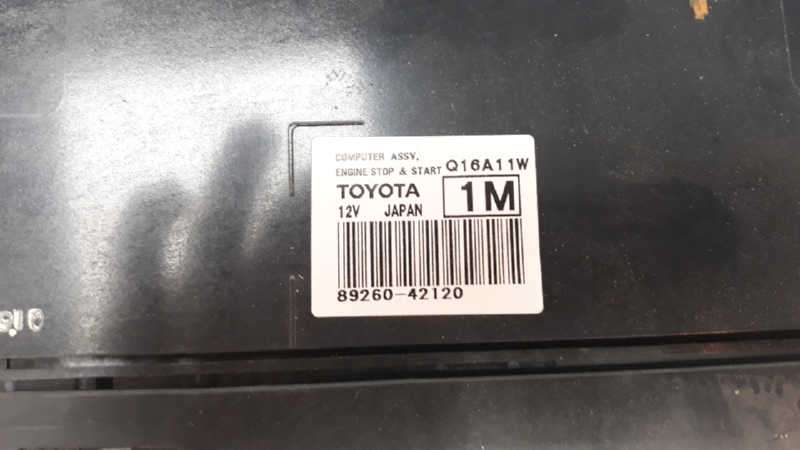 COMPUTER ASSY,
ENGINE STOP & START Q16A11W
TOYOTA 1M
12V JAPAN
89260-42120